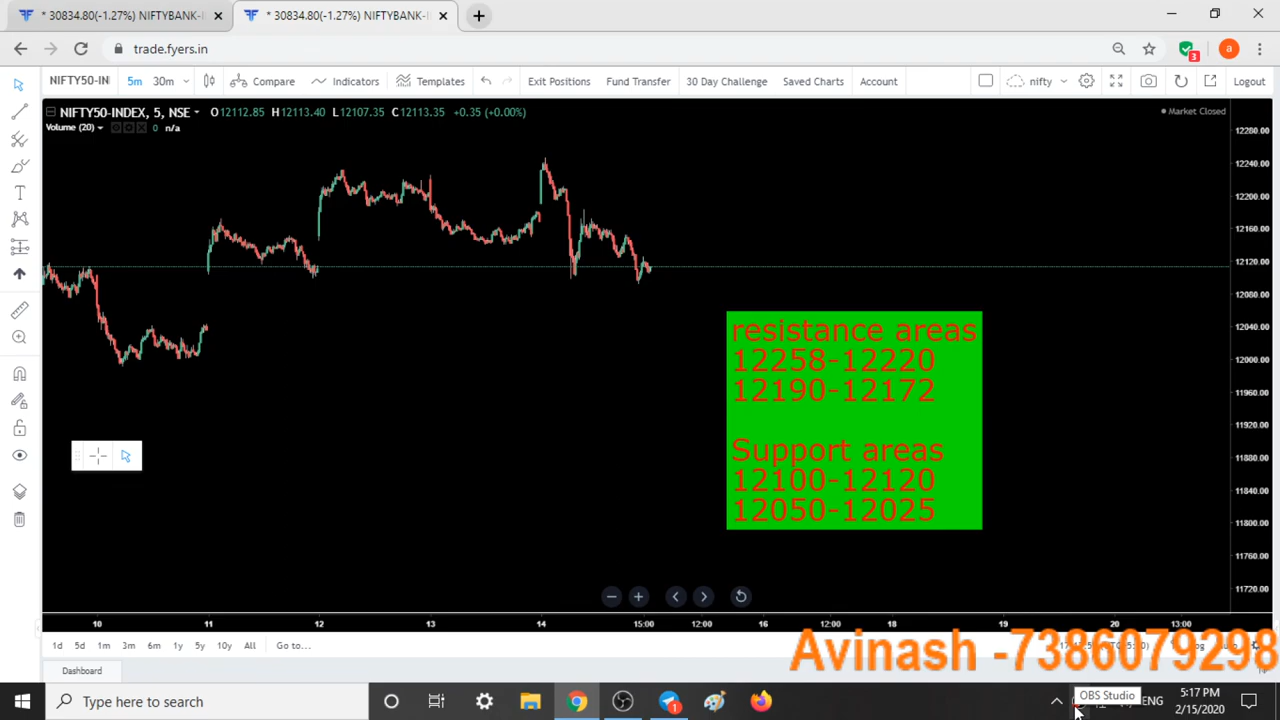 * 30834.80(-1.27%) NIFTYBANK-I
* 30834.80(-1.27%) NIFTYBANK-I
trade.fyers.in
3
a
NIFTY50-IN
5m
30m
Compare
Indicators
Templates
Exit Positions
Fund Transfer
30 Day Challenge
Saved Charts
Account
nifty
Logout
NIFTY50-INDEX, 5, NSE
O12112.85 H12113.40 L12107.35 C12113.35 +0.35 (+0.00%)
Market Closed
Volume (20)
0 n/a
12280.00
12240.00
12200.00
12160.00
12120.00
12080.00
12040.00
12000.00
11960.00
11920.00
11880.00
11840.00
11800.00
11760.00
11720.00
resistance areas
12258-12220
12190-12172
Support areas
12100-12120
12050-12025
10 11 12 13 14 15:00 12:00 16 12:00 18 19 20 13:00
1d 5d 1m 3m 6m 1y 5y 10y All Go to...
Avinash -7386079298
Dashboard
OBS Studio
Type here to search
1
ENG
5:17 PM
2/15/2020